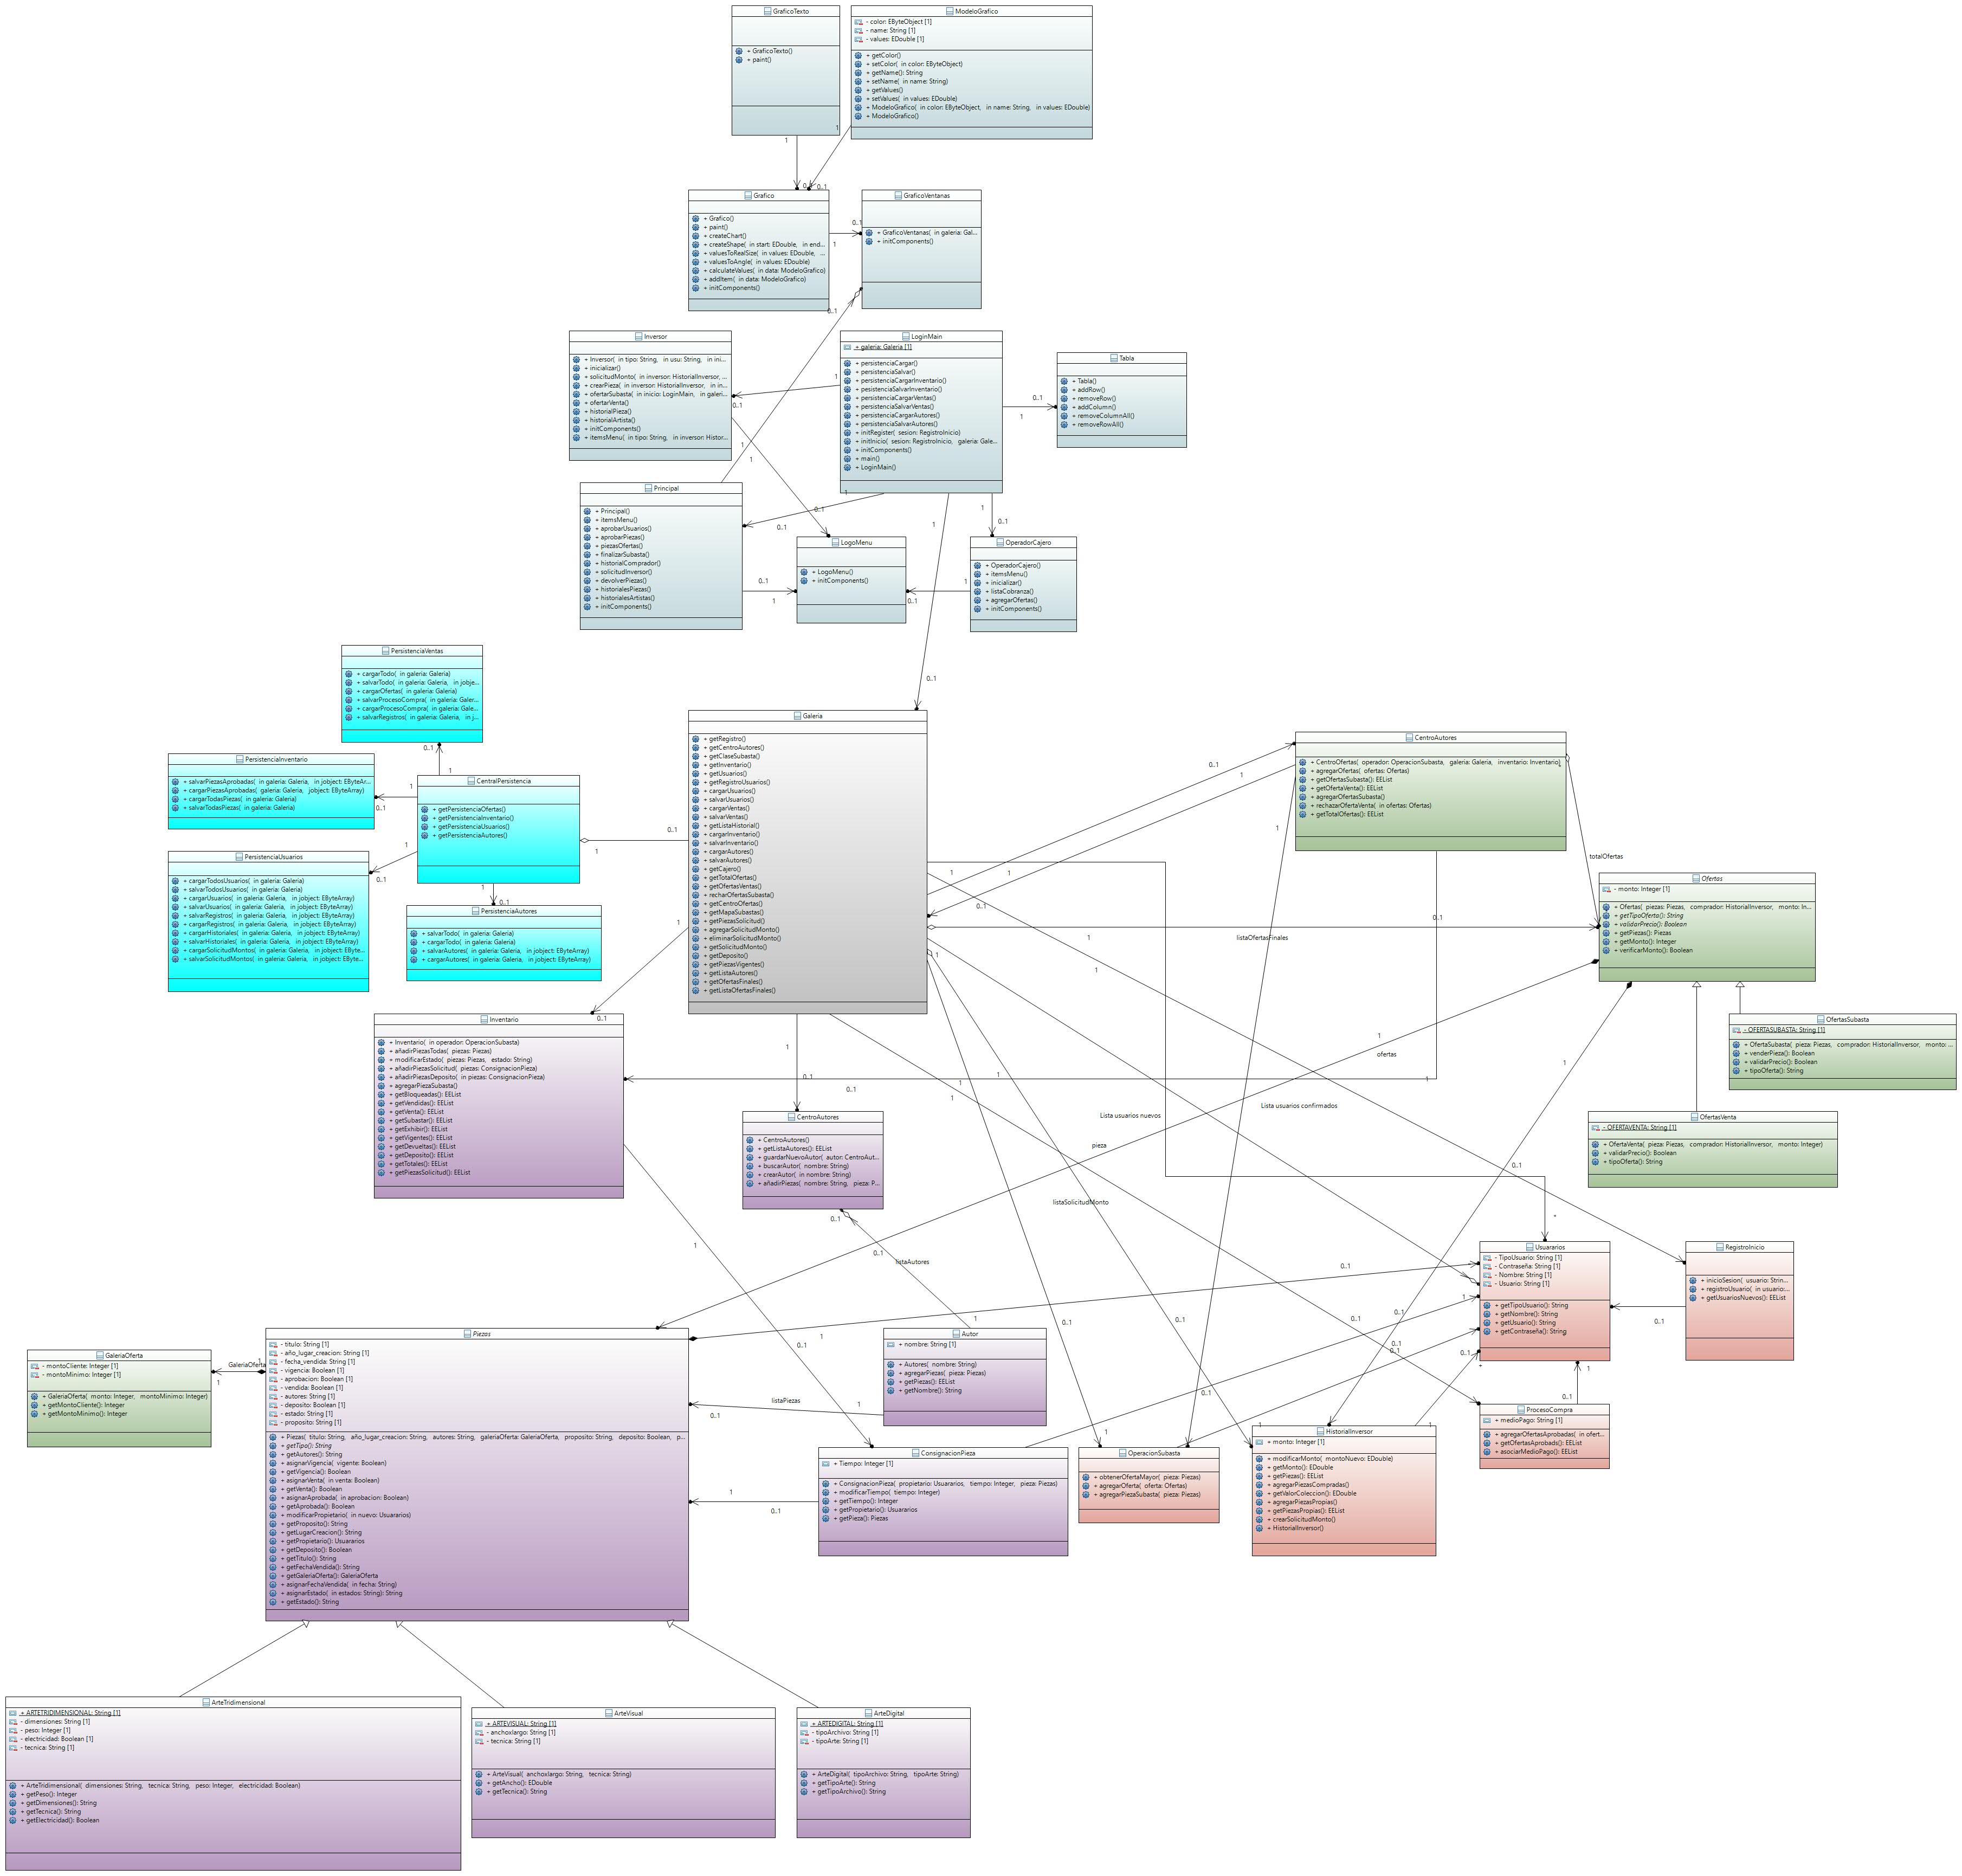 GraficoTexto
+ GraficoTexto()
+ paint()
ModeloGrafico
- color: EByteObject [1]
- name: String [1]
- values: EDouble [1]
+ getColor()
+ setColor( in color: EByteObject)
+ getName(): String
+ setName( in name: String)
+ getValues()
+ setValues( in values: EDouble)
+ ModeloGrafico( in color: EByteObject, in name: String, in values: EDouble)
+ ModeloGrafico()
1
1
0..1
Grafico
+ Grafico()
+ paint()
+ createChart()
+ createShape( in start: EDouble, in end...
+ valuesToRealSize( in values: EDouble, ...
+ valuesToAngle( in values: EDouble)
+ calculateValues( in data: ModeloGrafico)
+ addItem( in data: ModeloGrafico)
+ initComponents()
GraficoVentanas
+ GraficoVentanas( in galeria: Gal...
+ initComponents()
0..1
1
0..1
Inversor
+ Inversor( in tipo: String, in usu: String, in ini...
+ inicializar()
+ solicitudMonto( in inversor: HistorialInversor, ...
+ crearPieza( in inversor: HistorialInversor, in in...
+ ofertarSubasta( in inicio: LoginMain, in galeri...
+ ofertarVenta()
+ historialPieza()
+ historialArtista()
+ initComponents()
+ itemsMenu( in tipo: String, in inversor: Histor...
LoginMain
+ galeria: Galeria [1]
+ persistenciaCargar()
+ persistenciaSalvar()
+ persistenciaCargarInventario()
+ pesistenciaSalvarInventario()
+ persistenciaCargarVentas()
+ persistenciaSalvarVentas()
+ persistenciaCargarAutores()
+ persistenciaSalvarAutores()
+ initRegister( sesion: RegistroInicio)
+ initInicio( sesion: RegistroInicio, galeria: Gale...
+ initComponents()
+ main()
+ LoginMain()
Tabla
+ Tabla()
+ addRow()
+ removeRow()
+ addColumn()
+ removeColumnAll()
+ removeRowAll()
1
0..1
0..1
1
1
1
Principal
+ Principal()
+ itemsMenu()
+ aprobarUsuarios()
+ aprobarPiezas()
+ piezasOfertas()
+ finalizarSubasta()
+ historialComprador()
+ solicitudInversor()
+ devolverPiezas()
+ historialesPiezas()
+ historialesArtistas()
+ initComponents()
1
0..1
0..1
1
1
0..1
LogoMenu
+ LogoMenu()
+ initComponents()
OperadorCajero
+ OperadorCajero()
+ itemsMenu()
+ inicializar()
+ listaCobranza()
+ agregarOfertas()
+ initComponents()
0..1
1
1
0..1
0..1
PersistenciaVentas
+ cargarTodo( in galeria: Galeria)
+ salvarTodo( in galeria: Galeria, in jobje...
+ cargarOfertas( in galeria: Galeria)
+ salvarProcesoCompra( in galeria: Galer...
+ cargarProcesoCompra( in galeria: Gale...
+ salvarRegistros( in galeria: Galeria, in j...
0..1
1
PersistenciaInventario
+ salvarPiezasAprobadas( in galeria: Galeria, in jobject: EByteAr...
+ cargarPiezasAprobadas( galeria: Galeria, jobject: EByteArray)
+ cargarTodasPiezas( in galeria: Galeria)
+ salvarTodasPiezas( in galeria: Galeria)
1
0..1
CentralPersistencia
+ getPersistenciaOfertas()
+ getPersistenciaInventario()
+ getPersistenciaUsuarios()
+ getPersistenciaAutores()
0..1
1
1
0..1
1
0..1
PersistenciaUsuarios
+ cargarTodosUsuarios( in galeria: Galeria)
+ salvarTodosUsuarios( in galeria: Galeria)
+ cargarUsuarios( in galeria: Galeria, in jobject: EByteArray)
+ salvarUsuarios( in galeria: Galeria, in jobject: EByteArray)
+ salvarRegistros( in galeria: Galeria, in jobject: EByteArray)
+ cargarRegistros( in galeria: Galeria, in jobject: EByteArray)
+ cargarHistoriales( in galeria: Galeria, in jobject: EByteArray)
+ salvarHistoriales( in galeria: Galeria, in jobject: EByteArray)
+ cargarSolicitudMontos( in galeria: Galeria, in jobject: EByte...
+ salvarSolicitudMontos( in galeria: Galeria, in jobject: EByte...
PersistenciaAutores
+ salvarTodo( in galeria: Galeria)
+ cargarTodo( in galeria: Galeria)
+ salvarAutores( in galeria: Galeria, in jobject: EByteArray)
+ cargarAutores( in galeria: Galeria, in jobject: EByteArray)
Galeria
+ getRegistro()
+ getCentroAutores()
+ getClaseSubasta()
+ getInventario()
+ getUsuarios()
+ getRegistroUsuarios()
+ cargarUsuarios()
+ salvarUsuarios()
+ cargarVentas()
+ salvarVentas()
+ getListaHistorial()
+ cargarInventario()
+ salvarInventario()
+ cargarAutores()
+ salvarAutores()
+ getCajero()
+ getTotalOfertas()
+ getOfertasVentas()
+ recharOfertasSubasta()
+ getCentroOfertas()
+ getMapaSubastas()
+ getPiezasSolicitud()
+ agregarSolicitudMonto()
+ eliminarSolicitudMonto()
+ getSolicitudMonto()
+ getDeposito()
+ getPiezasVigentes()
+ getListaAutores()
+ getOfertasFinales()
+ getListaOfertasFinales()
CentroAutores
+ CentroOfertas( operador: OperacionSubasta, galeria: Galeria, inventario: Inventario)
+ agregarOfertas( ofertas: Ofertas)
+ getOfertasSubasta(): EEList
+ getOfertaVenta(): EEList
+ agregarOfertasSubasta()
+ rechazarOfertaVenta( in ofertas: Ofertas)
+ getTotalOfertas(): EEList
0..1
1
1
totalOfertas
Ofertas
- monto: Integer [1]
+ Ofertas( piezas: Piezas, comprador: HistorialInversor, monto: In...
+ getTipoOferta(): String
+ validarPrecio(): Boolean
+ getPiezas(): Piezas
+ getMonto(): Integer
+ verificarMonto(): Boolean
1
1
0..1
0..1
1
listaOfertasFinales
1
1
1
OfertasSubasta
- OFERTASUBASTA: String [1]
+ OfertaSubasta( pieza: Piezas, comprador: HistorialInversor, monto: ...
+ venderPieza(): Boolean
+ validarPrecio(): Boolean
+ tipoOferta(): String
0..1
Inventario
+ Inventario( in operador: OperacionSubasta)
+ añadirPiezasTodas( piezas: Piezas)
+ modificarEstado( piezas: Piezas, estado: String)
+ añadirPiezasSolicitud( piezas: ConsignacionPieza)
+ añadirPiezasDeposito( in piezas: ConsignacionPieza)
+ agregarPiezaSubasta()
+ getBloqueadas(): EEList
+ getVendidas(): EEList
+ getVenta(): EEList
+ getSubastar(): EEList
+ getExhibir(): EEList
+ getVigentes(): EEList
+ getDevueltas(): EEList
+ getDeposito(): EEList
+ getTotales(): EEList
+ getPiezasSolicitud(): EEList
1
1
ofertas
1
0..1
1
1
0..1
1
1
Lista usuarios nuevos
Lista usuarios confirmados
pieza
0..1
CentroAutores
+ CentroAutores()
+ getListaAutores(): EEList
+ guardarNuevoAutor( autor: CentroAut...
+ buscarAutor( nombre: String)
+ crearAutor( in nombre: String)
+ añadirPiezas( nombre: String, pieza: P...
OfertasVenta
- OFERTAVENTA: String [1]
+ OfertaVenta( pieza: Piezas, comprador: HistorialInversor, monto: Integer)
+ validarPrecio(): Boolean
+ tipoOferta(): String
listaSolicitudMonto
*
0..1
1
0..1
listaAutores
0..1
Usuararios
- TipoUsuario: String [1]
- Contraseña: String [1]
- Nombre: String [1]
- Usuario: String [1]
+ getTipoUsuario(): String
+ getNombre(): String
+ getUsuario(): String
+ getContraseña(): String
RegistroInicio
+ inicioSesion( usuario: Strin...
+ registroUsuario( in usuario:...
+ getUsuariosNuevos(): EEList
0..1
1
0..1
0..1
0..1
1
Piezas
- titulo: String [1]
- año_lugar_creacion: String [1]
- fecha_vendida: String [1]
- vigencia: Boolean [1]
- aprobacion: Boolean [1]
- vendida: Boolean [1]
- autores: String [1]
- deposito: Boolean [1]
- estado: String [1]
- proposito: String [1]
+ Piezas( titulo: String, año_lugar_creacion: String, autores: String, galeriaOferta: GaleriaOferta, proposito: String, deposito: Boolean, p...
+ getTipo(): String
+ getAutores(): String
+ asignarVigencia( vigente: Boolean)
+ getVigencia(): Boolean
+ asignarVenta( in venta: Boolean)
+ getVenta(): Boolean
+ asignarAprobada( in aprobacion: Boolean)
+ getAprobada(): Boolean
+ modificarPropietario( in nuevo: Usuararios)
+ getProposito(): String
+ getLugarCreacion(): String
+ getPropietario(): Usuararios
+ getDeposito(): Boolean
+ getTitulo(): String
+ getFechaVendida(): String
+ getGaleriaOferta(): GaleriaOferta
+ asignarFechaVendida( in fecha: String)
+ asignarEstado( in estados: String): String
+ getEstado(): String
GaleriaOferta
- montoCliente: Integer [1]
- montoMinimo: Integer [1]
+ GaleriaOferta( monto: Integer, montoMinimo: Integer)
+ getMontoCliente(): Integer
+ getMontoMinimo(): Integer
GaleriaOferta
1
1
Autor
+ nombre: String [1]
+ Autores( nombre: String)
+ agregarPiezas( pieza: Piezas)
+ getPiezas(): EEList
+ getNombre(): String
listaPiezas
0..1
1
0..1
0..1
*
1
0..1
ProcesoCompra
+ medioPago: String [1]
+ agregarOfertasAprobadas( in ofert...
+ getOfertasAprobads(): EEList
+ asociarMedioPago(): EEList
ConsignacionPieza
+ Tiempo: Integer [1]
+ ConsignacionPieza( propietario: Usuararios, tiempo: Integer, pieza: Piezas)
+ modificarTiempo( tiempo: Integer)
+ getTiempo(): Integer
+ getPropietario(): Usuararios
+ getPieza(): Piezas
1
0..1
OperacionSubasta
+ obtenerOfertaMayor( pieza: Piezas)
+ agregarOferta( oferta: Ofertas)
+ agregarPiezaSubasta( pieza: Piezas)
1
1
HistorialInversor
+ monto: Integer [1]
+ modificarMonto( montoNuevo: EDouble)
+ getMonto(): EDouble
+ getPiezas(): EEList
+ agregarPiezasCompradas()
+ getValorColeccion(): EDouble
+ agregarPiezasPropias()
+ getPiezasPropias(): EEList
+ crearSolicitudMonto()
+ HistorialInversor()
ArteTridimensional
+ ARTETRIDIMENSIONAL: String [1]
- dimensiones: String [1]
- peso: Integer [1]
- electricidad: Boolean [1]
- tecnica: String [1]
+ ArteTridimensional( dimensiones: String, tecnica: String, peso: Integer, electricidad: Boolean)
+ getPeso(): Integer
+ getDimensiones(): String
+ getTecnica(): String
+ getElectricidad(): Boolean
ArteVisual
+ ARTEVISUAL: String [1]
- anchoxlargo: String [1]
- tecnica: String [1]
+ ArteVisual( anchoxlargo: String, tecnica: String)
+ getAncho(): EDouble
+ getTecnica(): String
ArteDigital
+ ARTEDIGITAL: String [1]
- tipoArchivo: String [1]
- tipoArte: String [1]
+ ArteDigital( tipoArchivo: String, tipoArte: String)
+ getTipoArte(): String
+ getTipoArchivo(): String